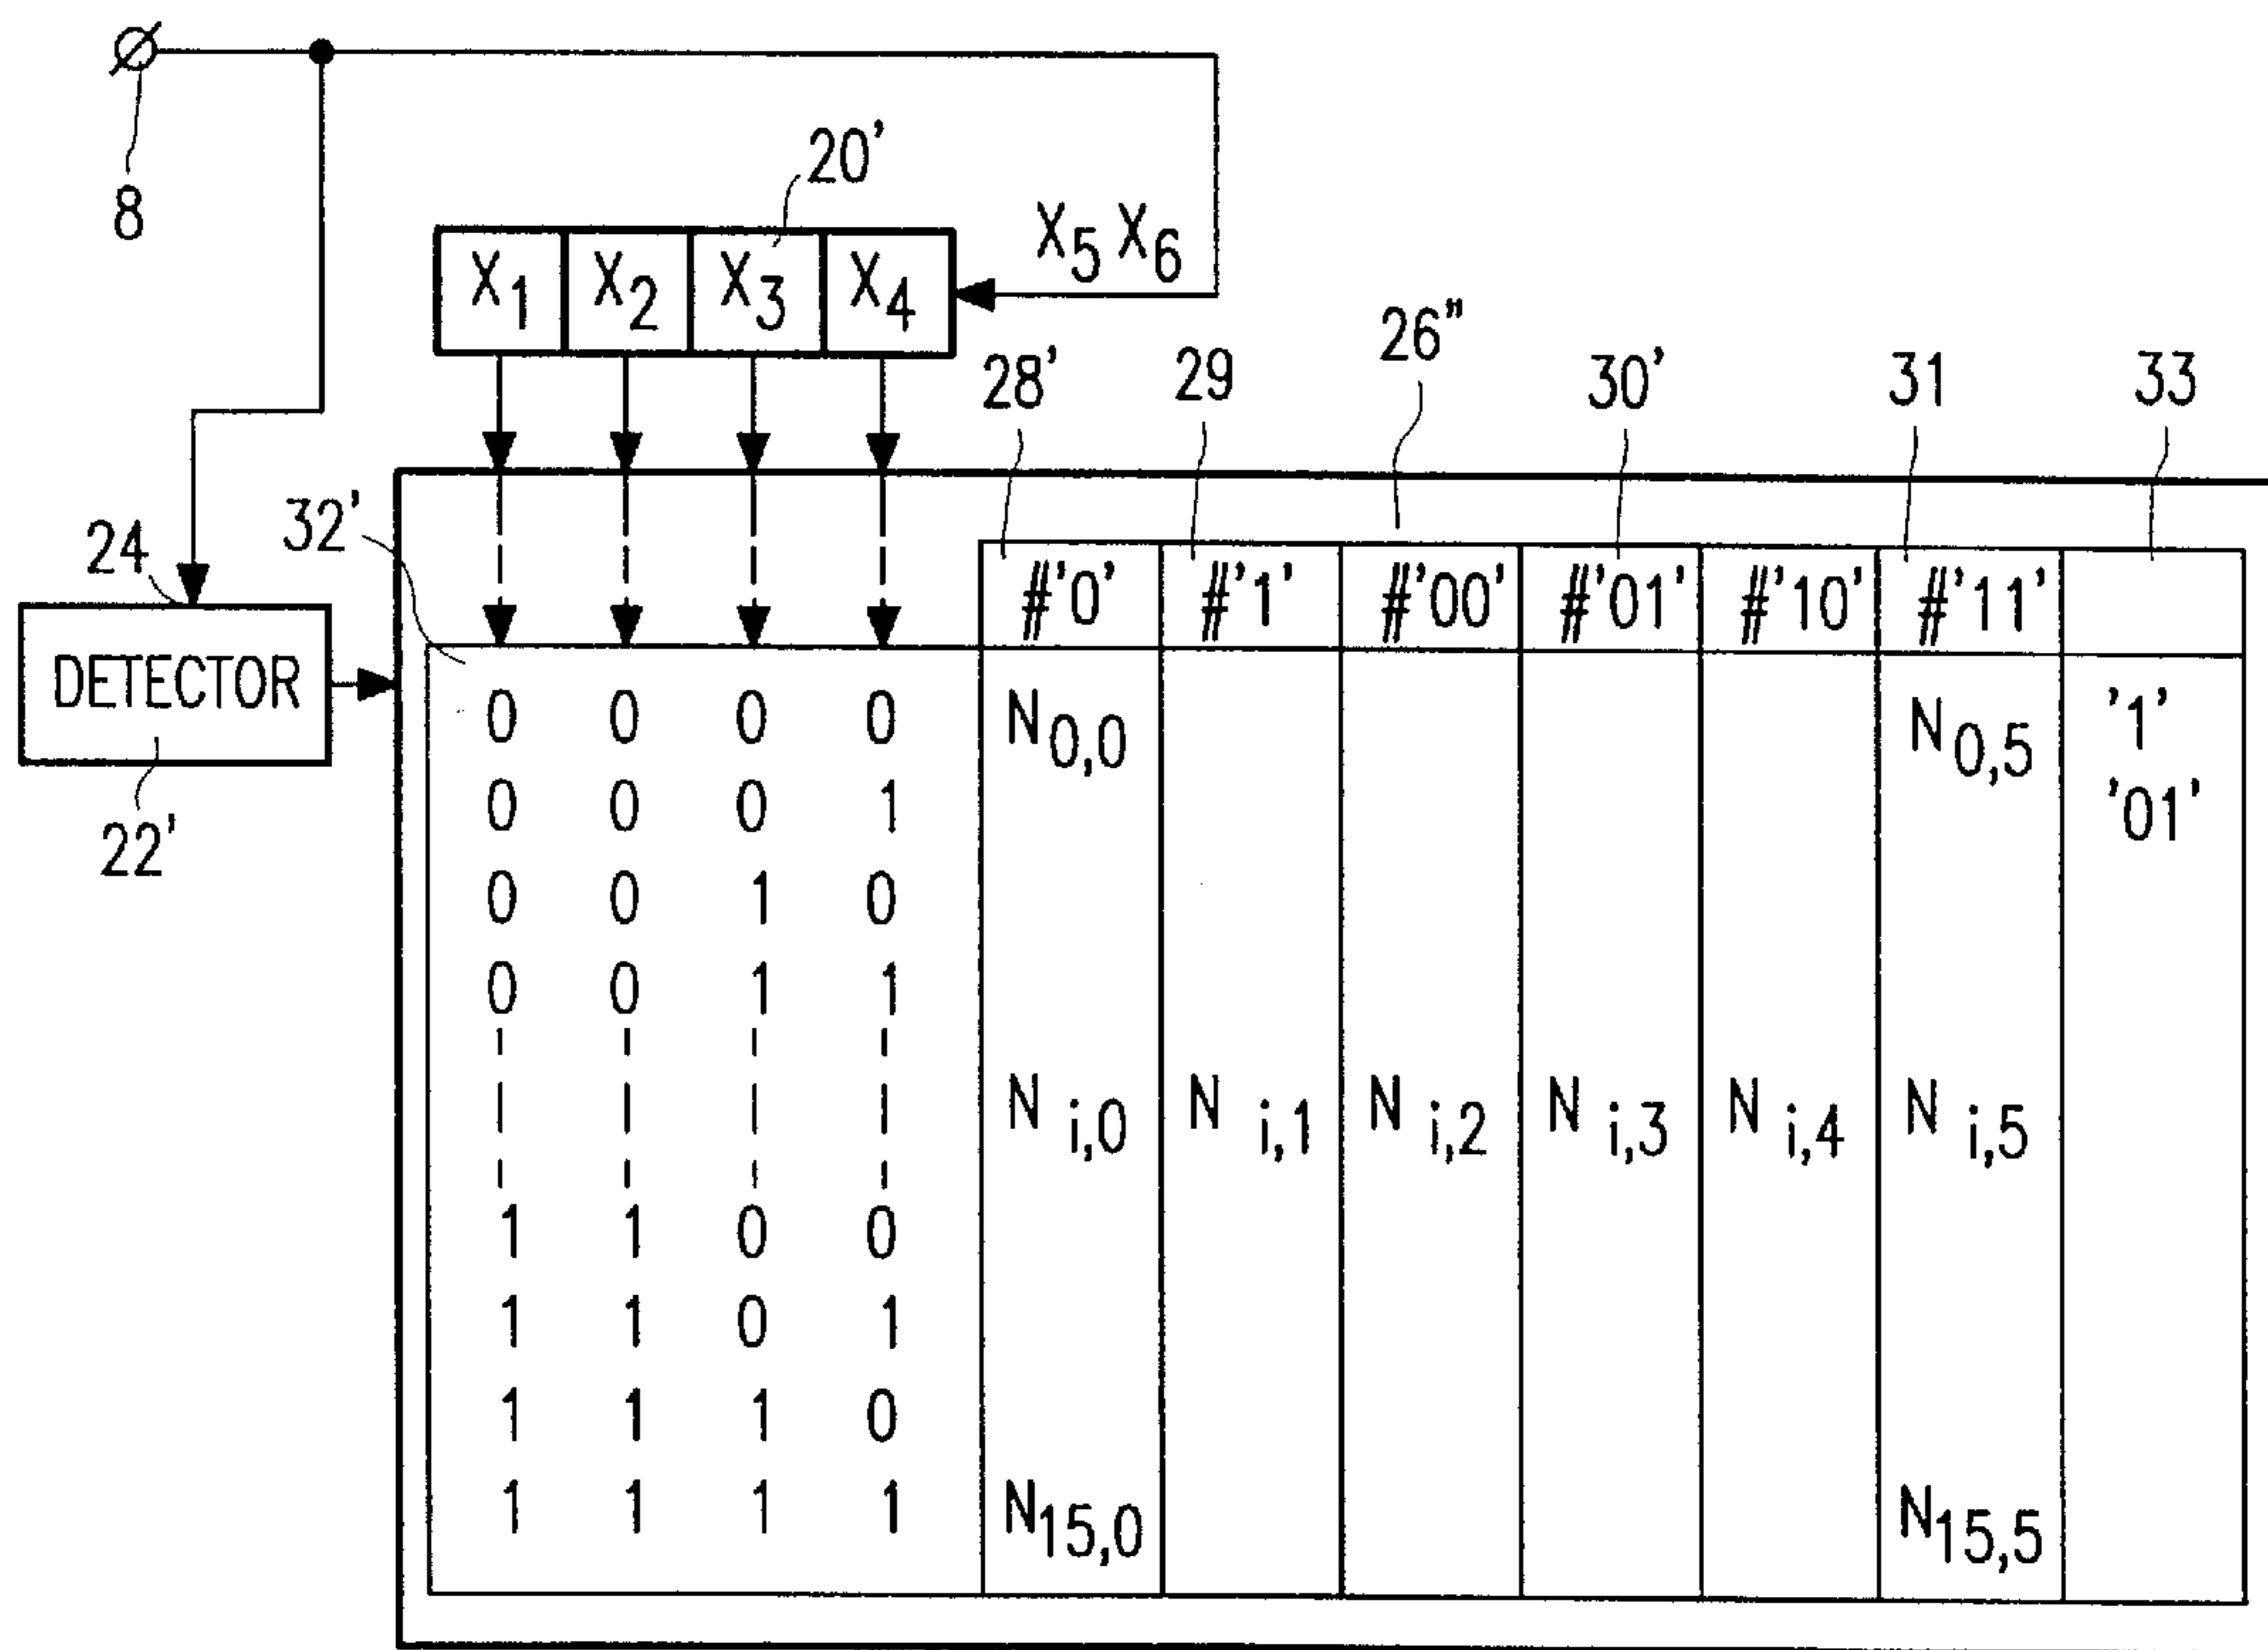 8
20'
X1 X2 X3 X4
X5 X6
28' 29 26" 30' 31 33
32'
24
DETECTOR
22'
#'0' #'1' #'00' #'01' #'10' #'11'
0 0 0 0 N0,0 N0,5 '1'
0 0 0 1 '01'
0 0 1 0
0 0 1 1
N i,0 N i,1 N i,2 N i,3 N i,4 N i,5
1 1 0 0
1 1 0 1
1 1 1 0
1 1 1 1 N15,0 N15,5